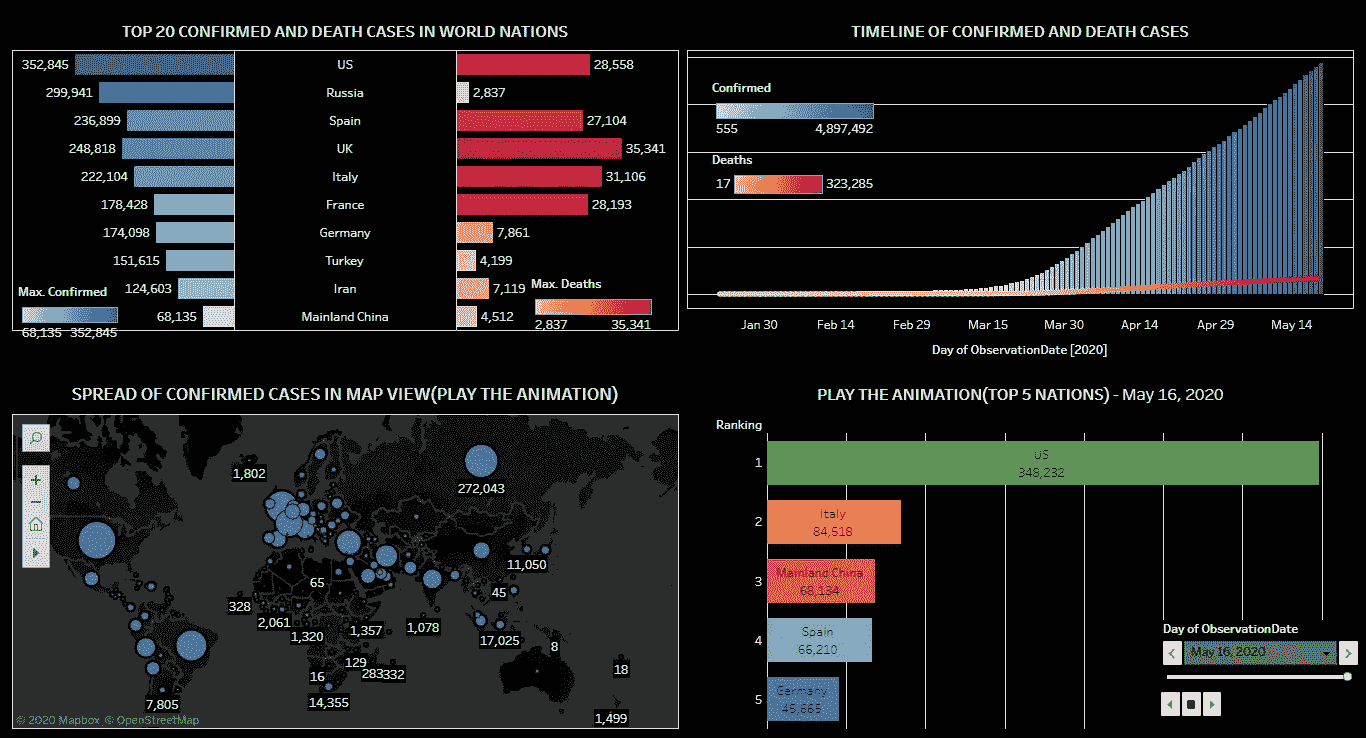 TOP 20 CONFIRMED AND DEATH CASES IN WORLD NATIONS
352,845 US 28,558
299,941 Russia 2,837
236,899 Spain 27,104
248,818 UK 35,341
222,104 Italy 31,106
178,428 France 28,193
174,098 Germany 7,861
151,615 Turkey 4,199
124,603 Iran 7,119
68,135 Mainland China 4,512
Max. Confirmed
68,135 352,845
Max. Deaths
2,837 35,341
TIMELINE OF CONFIRMED AND DEATH CASES
Confirmed
555 4,897,492
Deaths
17 323,285
Jan 30 Feb 14 Feb 29 Mar 15 Mar 30 Apr 14 Apr 29 May 14
Day of ObservationDate [2020]
SPREAD OF CONFIRMED CASES IN MAP VIEW(PLAY THE ANIMATION)
1,802
272,043
11,050
65
45
328
2,061
1,320
1,357
1,078
17,025
8
129
16
283
332
18
14,355
7,805
1,499
© 2020 Mapbox © OpenStreetMap
PLAY THE ANIMATION(TOP 5 NATIONS) - May 16, 2020
Ranking
1 US
348,232
2 Italy
84,518
3 Mainland China
68,134
4 Spain
66,210
5 Germany
45,665
Day of ObservationDate
May 16, 2020